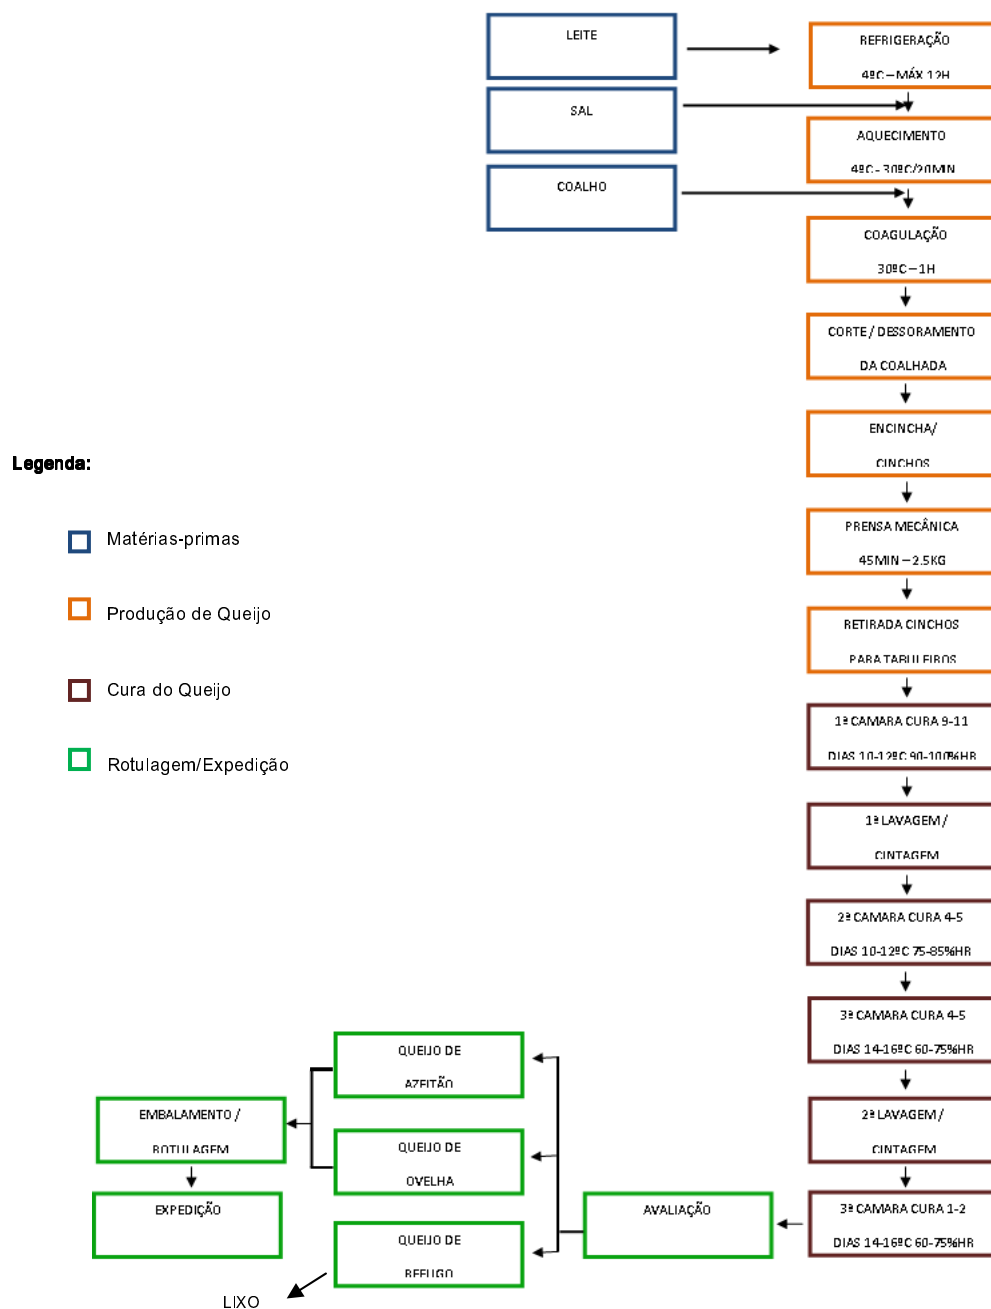 LEITE
REFRIGERAÇÃO
4ºC – MÁX 12H
SAL
AQUECIMENTO
4ºC - 30ºC/20MIN
COALHO
COAGULAÇÃO
30ºC – 1H
CORTE / DESSORAMENTO
DA COALHADA
ENCINCHA/
CINCHOS
PRENSA MECÂNICA
45MIN – 2.5KG
RETIRADA CINCHOS
PARA TABULEIROS
1ª CAMARA CURA 9-11
DIAS 10-12ºC 90-100%HR
1ª LAVAGEM /
CINTAGEM
2ª CAMARA CURA 4-5
DIAS 10-12ºC 75-85%HR
3ª CAMARA CURA 4-5
DIAS 14-16ºC 60-75%HR
2ª LAVAGEM /
CINTAGEM
3ª CAMARA CURA 1-2
DIAS 14-16ºC 60-75%HR
AVALIAÇÃO
QUEIJO DE
AZEITÃO
QUEIJO DE
OVELHA
QUEIJO DE
REFUGO
LIXO
EMBALAMENTO /
ROTULAGEM
EXPEDIÇÃO
Legenda:
Matérias-primas
Produção de Queijo
Cura do Queijo
Rotulagem/Expedição